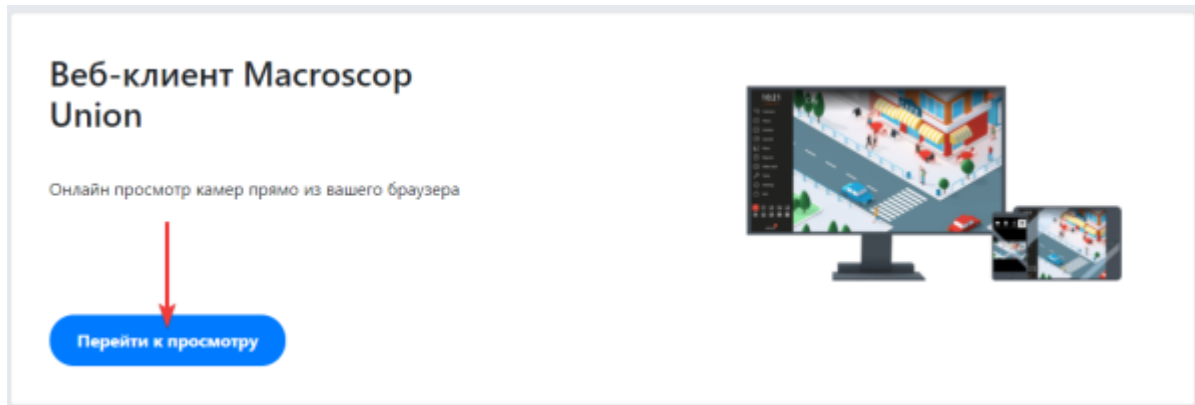 Веб-клиент Macroscop
Union
Онлайн просмотр камер прямо из вашего браузера
Перейти к просмотру